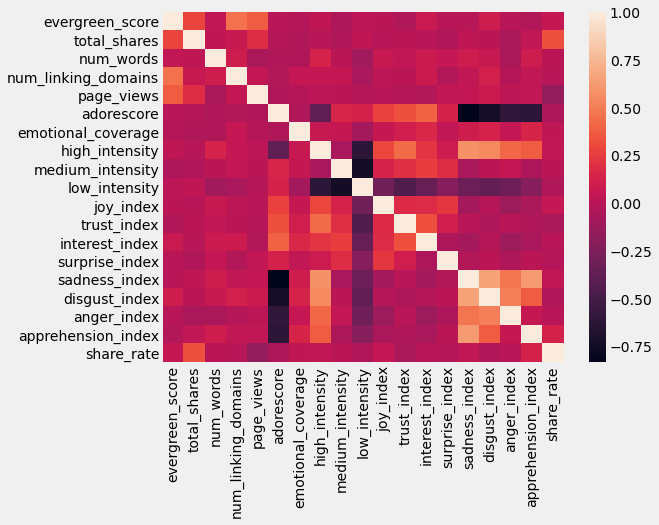 evergreen_score
total_shares
num_words
num_linking_domains
page_views
adorescore
emotional_coverage
high_intensity
medium_intensity
low_intensity
joy_index
trust_index
interest_index
surprise_index
sadness_index
disgust_index
anger_index
apprehension_index
share_rate
evergreen_score
total_shares
num_words
num_linking_domains
page_views
adorescore
emotional_coverage
high_intensity
medium_intensity
low_intensity
joy_index
trust_index
interest_index
surprise_index
sadness_index
disgust_index
anger_index
apprehension_index
share_rate
1.00
0.75
0.50
0.25
0.00
−0.25
−0.50
−0.75